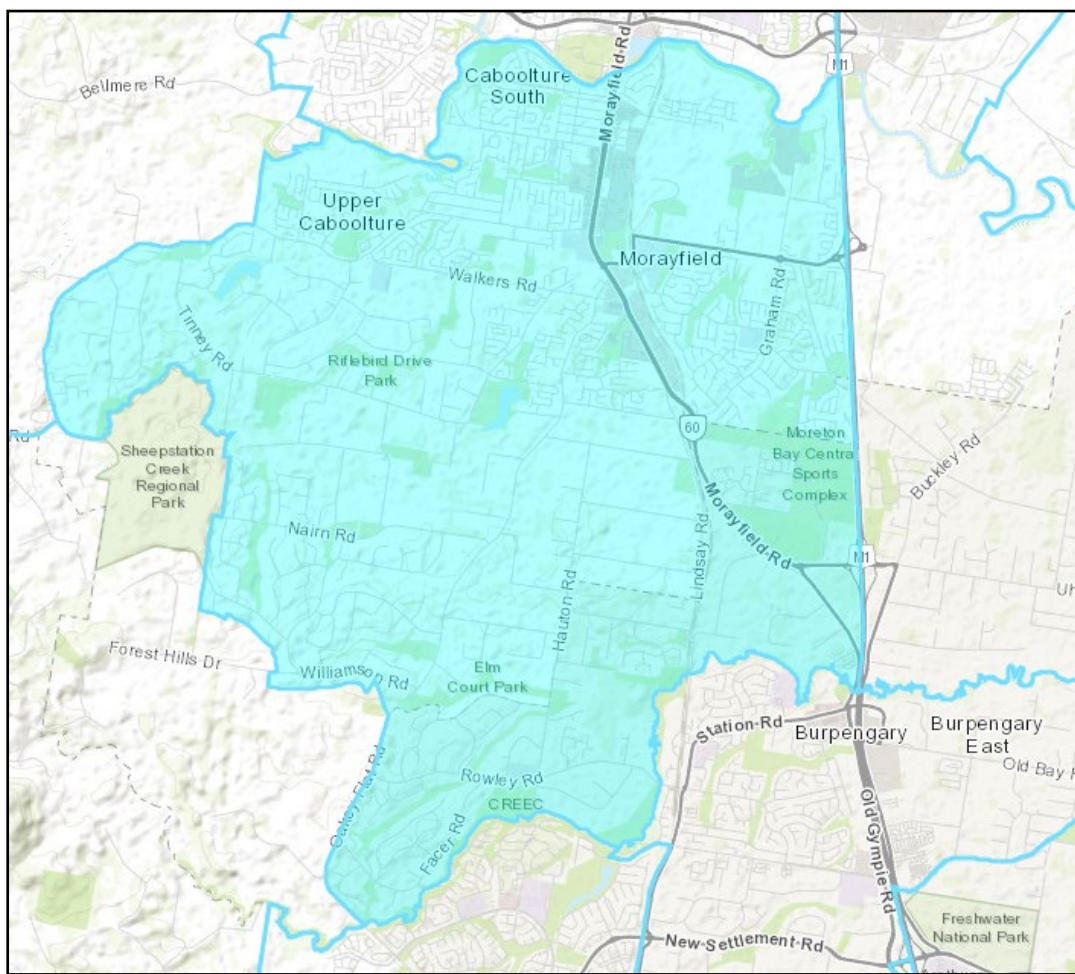 Bellmere Rd
Caboolture
South
Morayfield Rd
M1
Upper
Caboolture
Morayfield
Walkers Rd
Graham Rd
Tinney Rd
Riflebird Drive
Park
60
Rd
Sheepstation
Creek
Regional
Park
Moreton
Bay Central
Sports
Complex
Buckley Rd
Morayfield Rd
Nairn Rd
Lindsay Rd
M1
Hauton Rd
Forest Hills Dr
Williamson Rd
Elm
Court Park
Station Rd
Burpengary
Burpengary
East
Old Bay
Oakey Flat Rd
Rowley Rd
CREEC
Facer Rd
Old Gympie Rd
Freshwater
National Park
New Settlement Rd